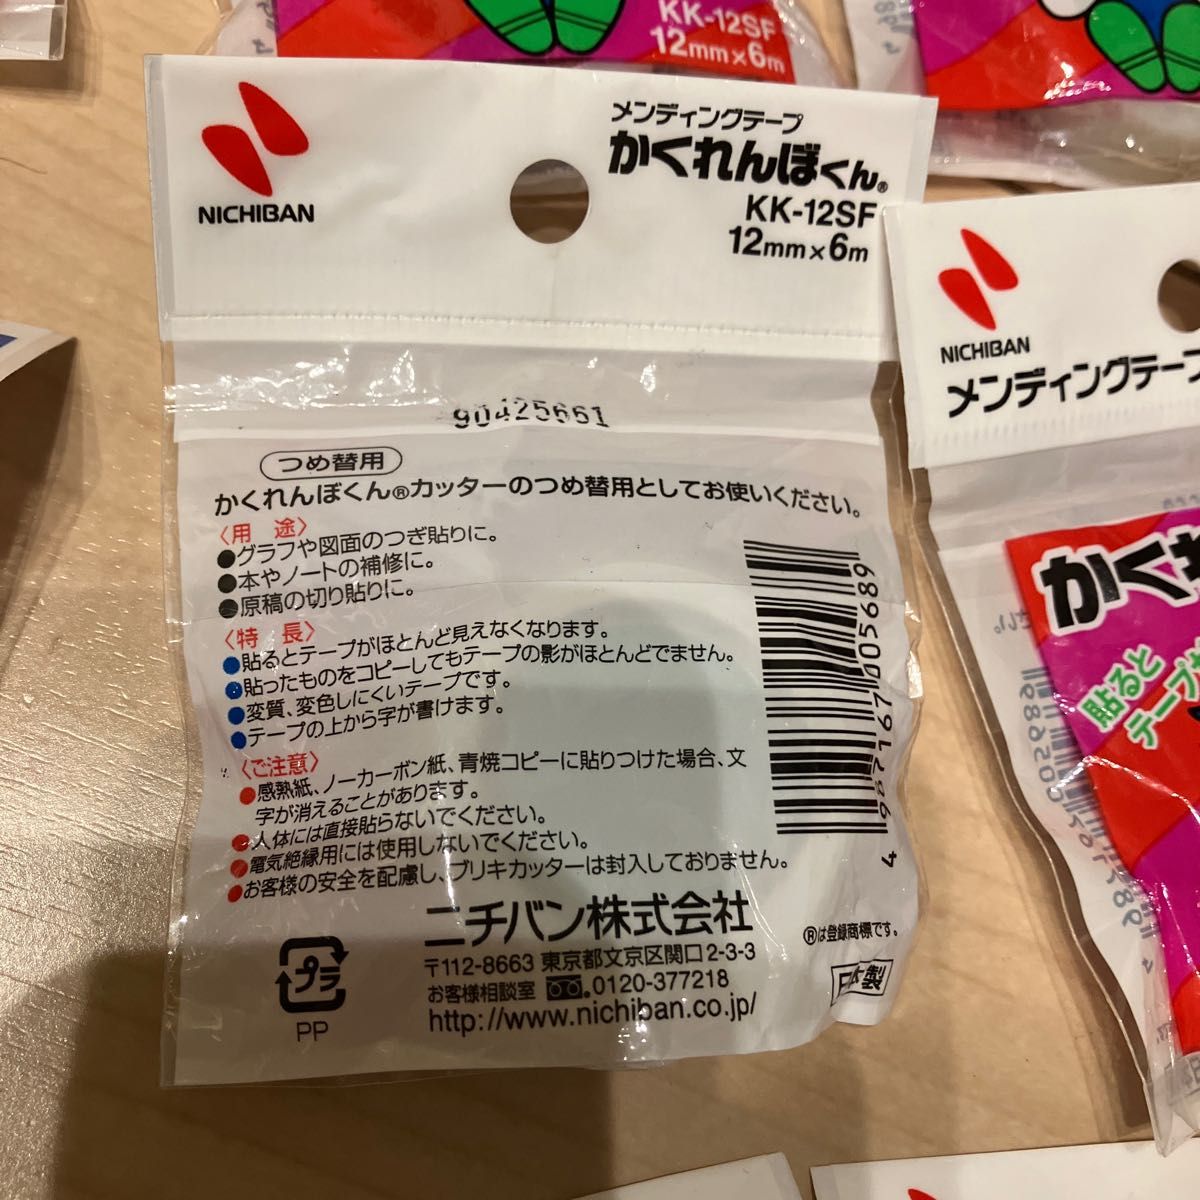 KK-12SF
12mm×6m
NICHIBAN
メンディングテープ
かくれんぼくん®
KK-12SF
12mm×6m
90425661
つめ替用
かくれんぼくん®カッターのつめ替用としてお使いください。
〈用 途〉
●グラフや図面のつぎ貼りに。
●本やノートの補修に。
●原稿の切り貼りに。
〈特 長〉
●貼るとテープがほとんど見えなくなります。
●貼ったものをコピーしてもテープの影がほとんどでません。
●変質、変色しにくいテープです。
●テープの上から字が書けます。
〈ご注意〉
●感熱紙、ノーカーボン紙、青焼コピーに貼りつけた場合、文
字が消えることがあります。
●人体には直接貼らないでください。
●電気絶縁用には使用しないでください。
●お客様の安全を配慮し、ブリキカッターは封入しておりません。
4 987167 005689
ニチバン株式会社
〒112-8663 東京都文京区関口2-3-3
お客様相談室 0120-377218
http://www.nichiban.co.jp/
®は登録商標です。
日本製
プラ
PP
NICHIBAN
メンディングテープ
かくれ
貼ると
テープが